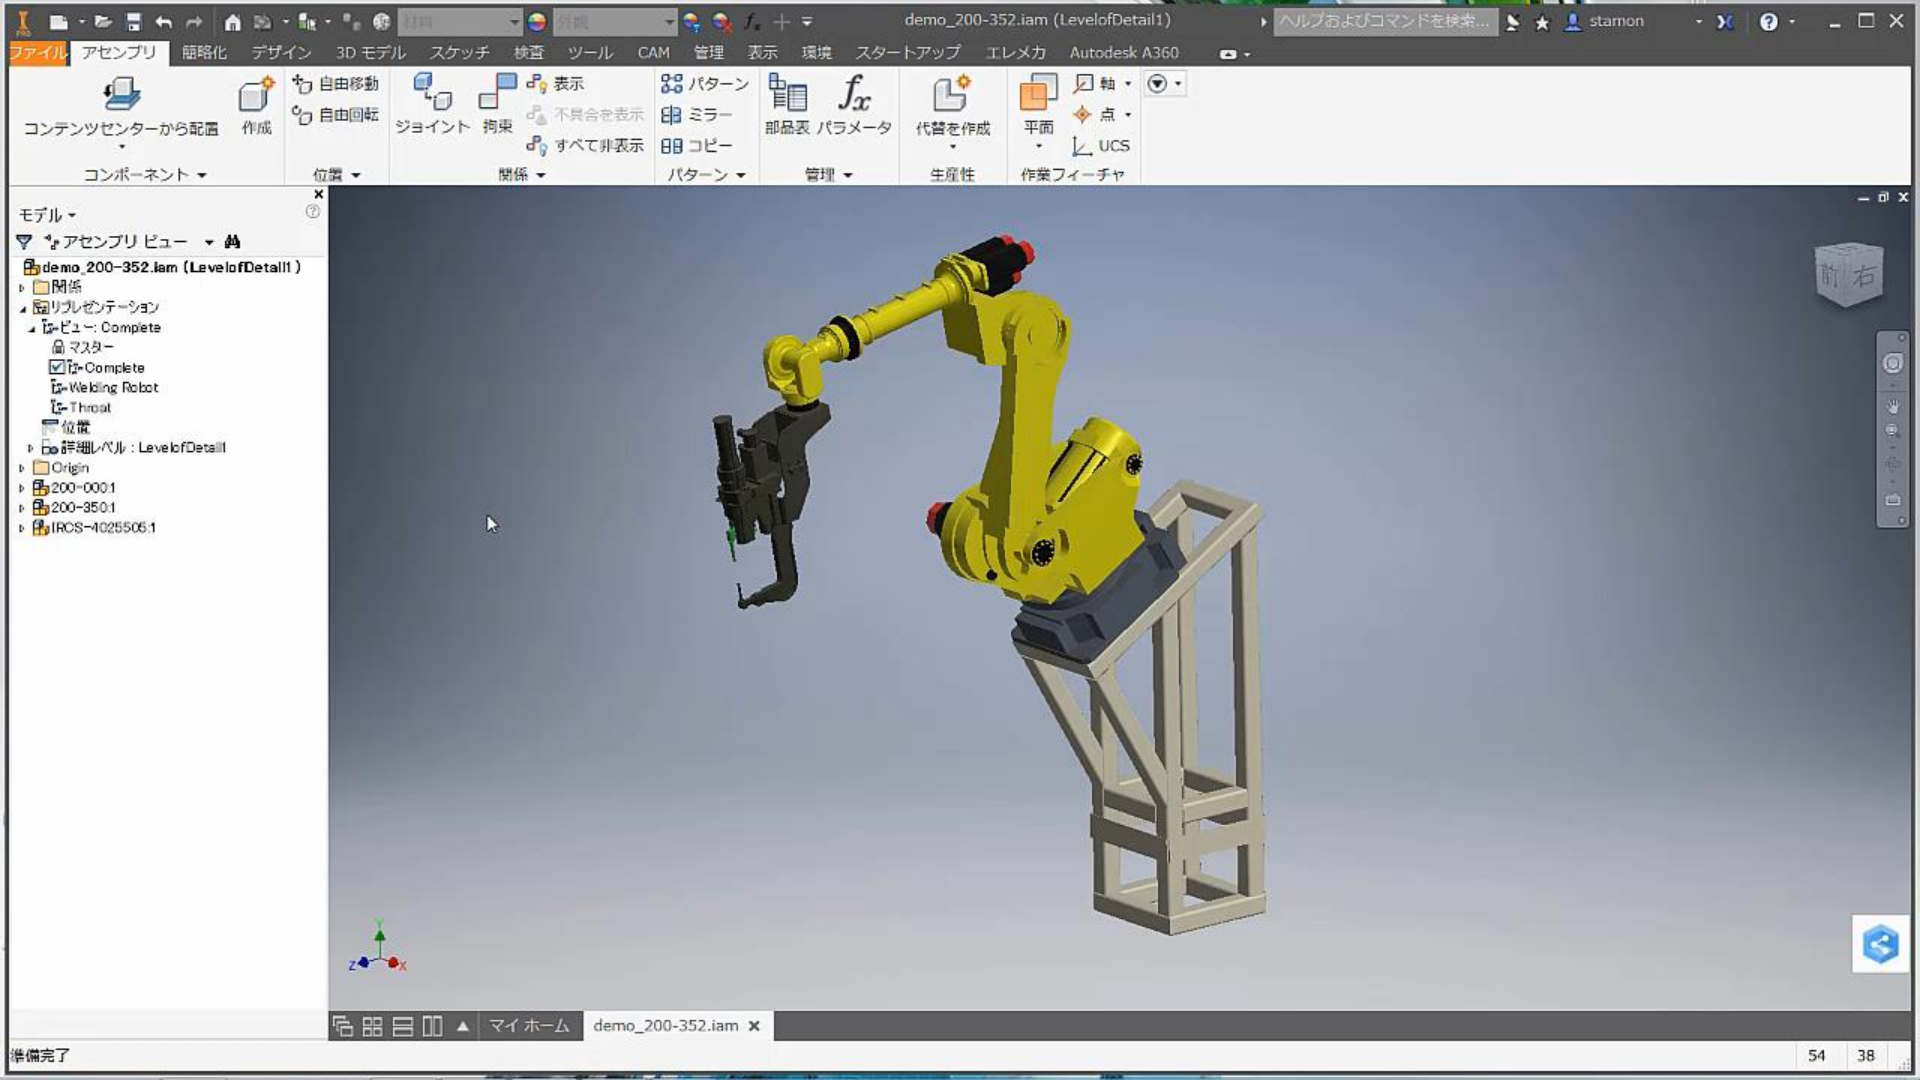 PRO 材料 外観 fx demo_200-352.iam (LevelofDetail1) ヘルプおよびコマンドを検索... stamon
ファイル アセンブリ 簡略化 デザイン 3D モデル スケッチ 検査 ツール CAM 管理 表示 環境 スタートアップ エレメカ Autodesk A360
コンテンツセンターから配置 作成 自由移動 自由回転 ジョイント 拘束 表示 不具合を表示 すべて非表示 パターン ミラー コピー 部品表 fx パラメータ 代替を作成 平面 軸 点 UCS
コンポーネント 位置 関係 パターン 管理 生産性 作業フィーチャ
モデル
アセンブリ ビュー
demo_200-352.iam (LevelofDetail1)
関係
リプレゼンテーション
ビュー: Complete
マスター
Complete
Welding Robot
Throat
位置
詳細レベル : LevelofDetail1
Origin
200-000:1
200-350:1
IRCS-4025505:1
前 右
Y
Z X
マイ ホーム demo_200-352.iam
準備完了 54 38